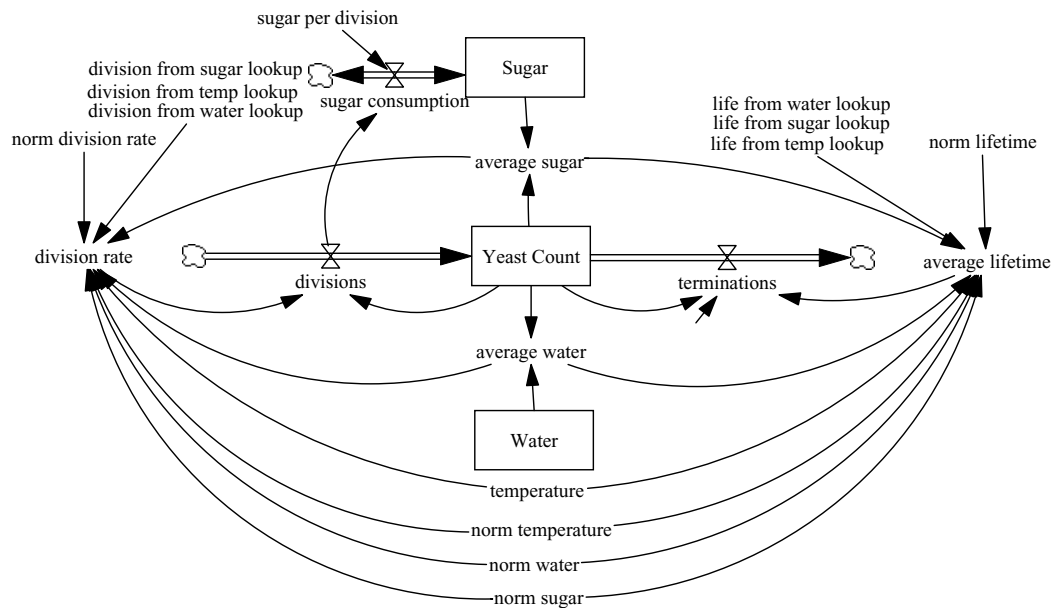 sugar per division
Sugar
division from sugar lookup
division from temp lookup
division from water lookup
sugar consumption
life from water lookup
life from sugar lookup
life from temp lookup
norm division rate
norm lifetime
average sugar
division rate
Yeast Count
average lifetime
divisions
terminations
average water
Water
temperature
norm temperature
norm water
norm sugar